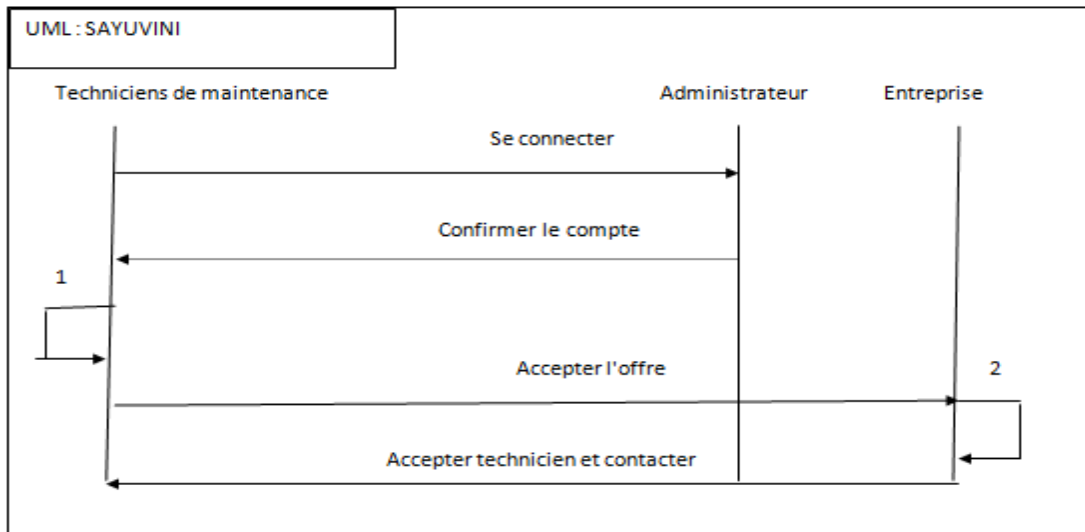 UML : SAYUVINI
Techniciens de maintenance Administrateur Entreprise
Se connecter
Confirmer le compte
1
Accepter l'offre 2
Accepter technicien et contacter